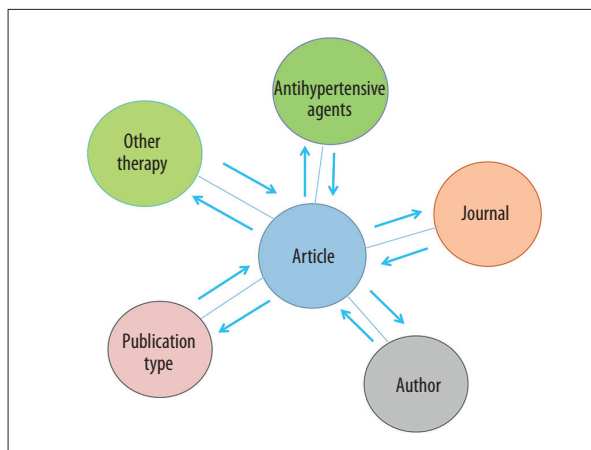 Antihypertensive
agents
Other
therapy
Journal
Article
Publication
type
Author